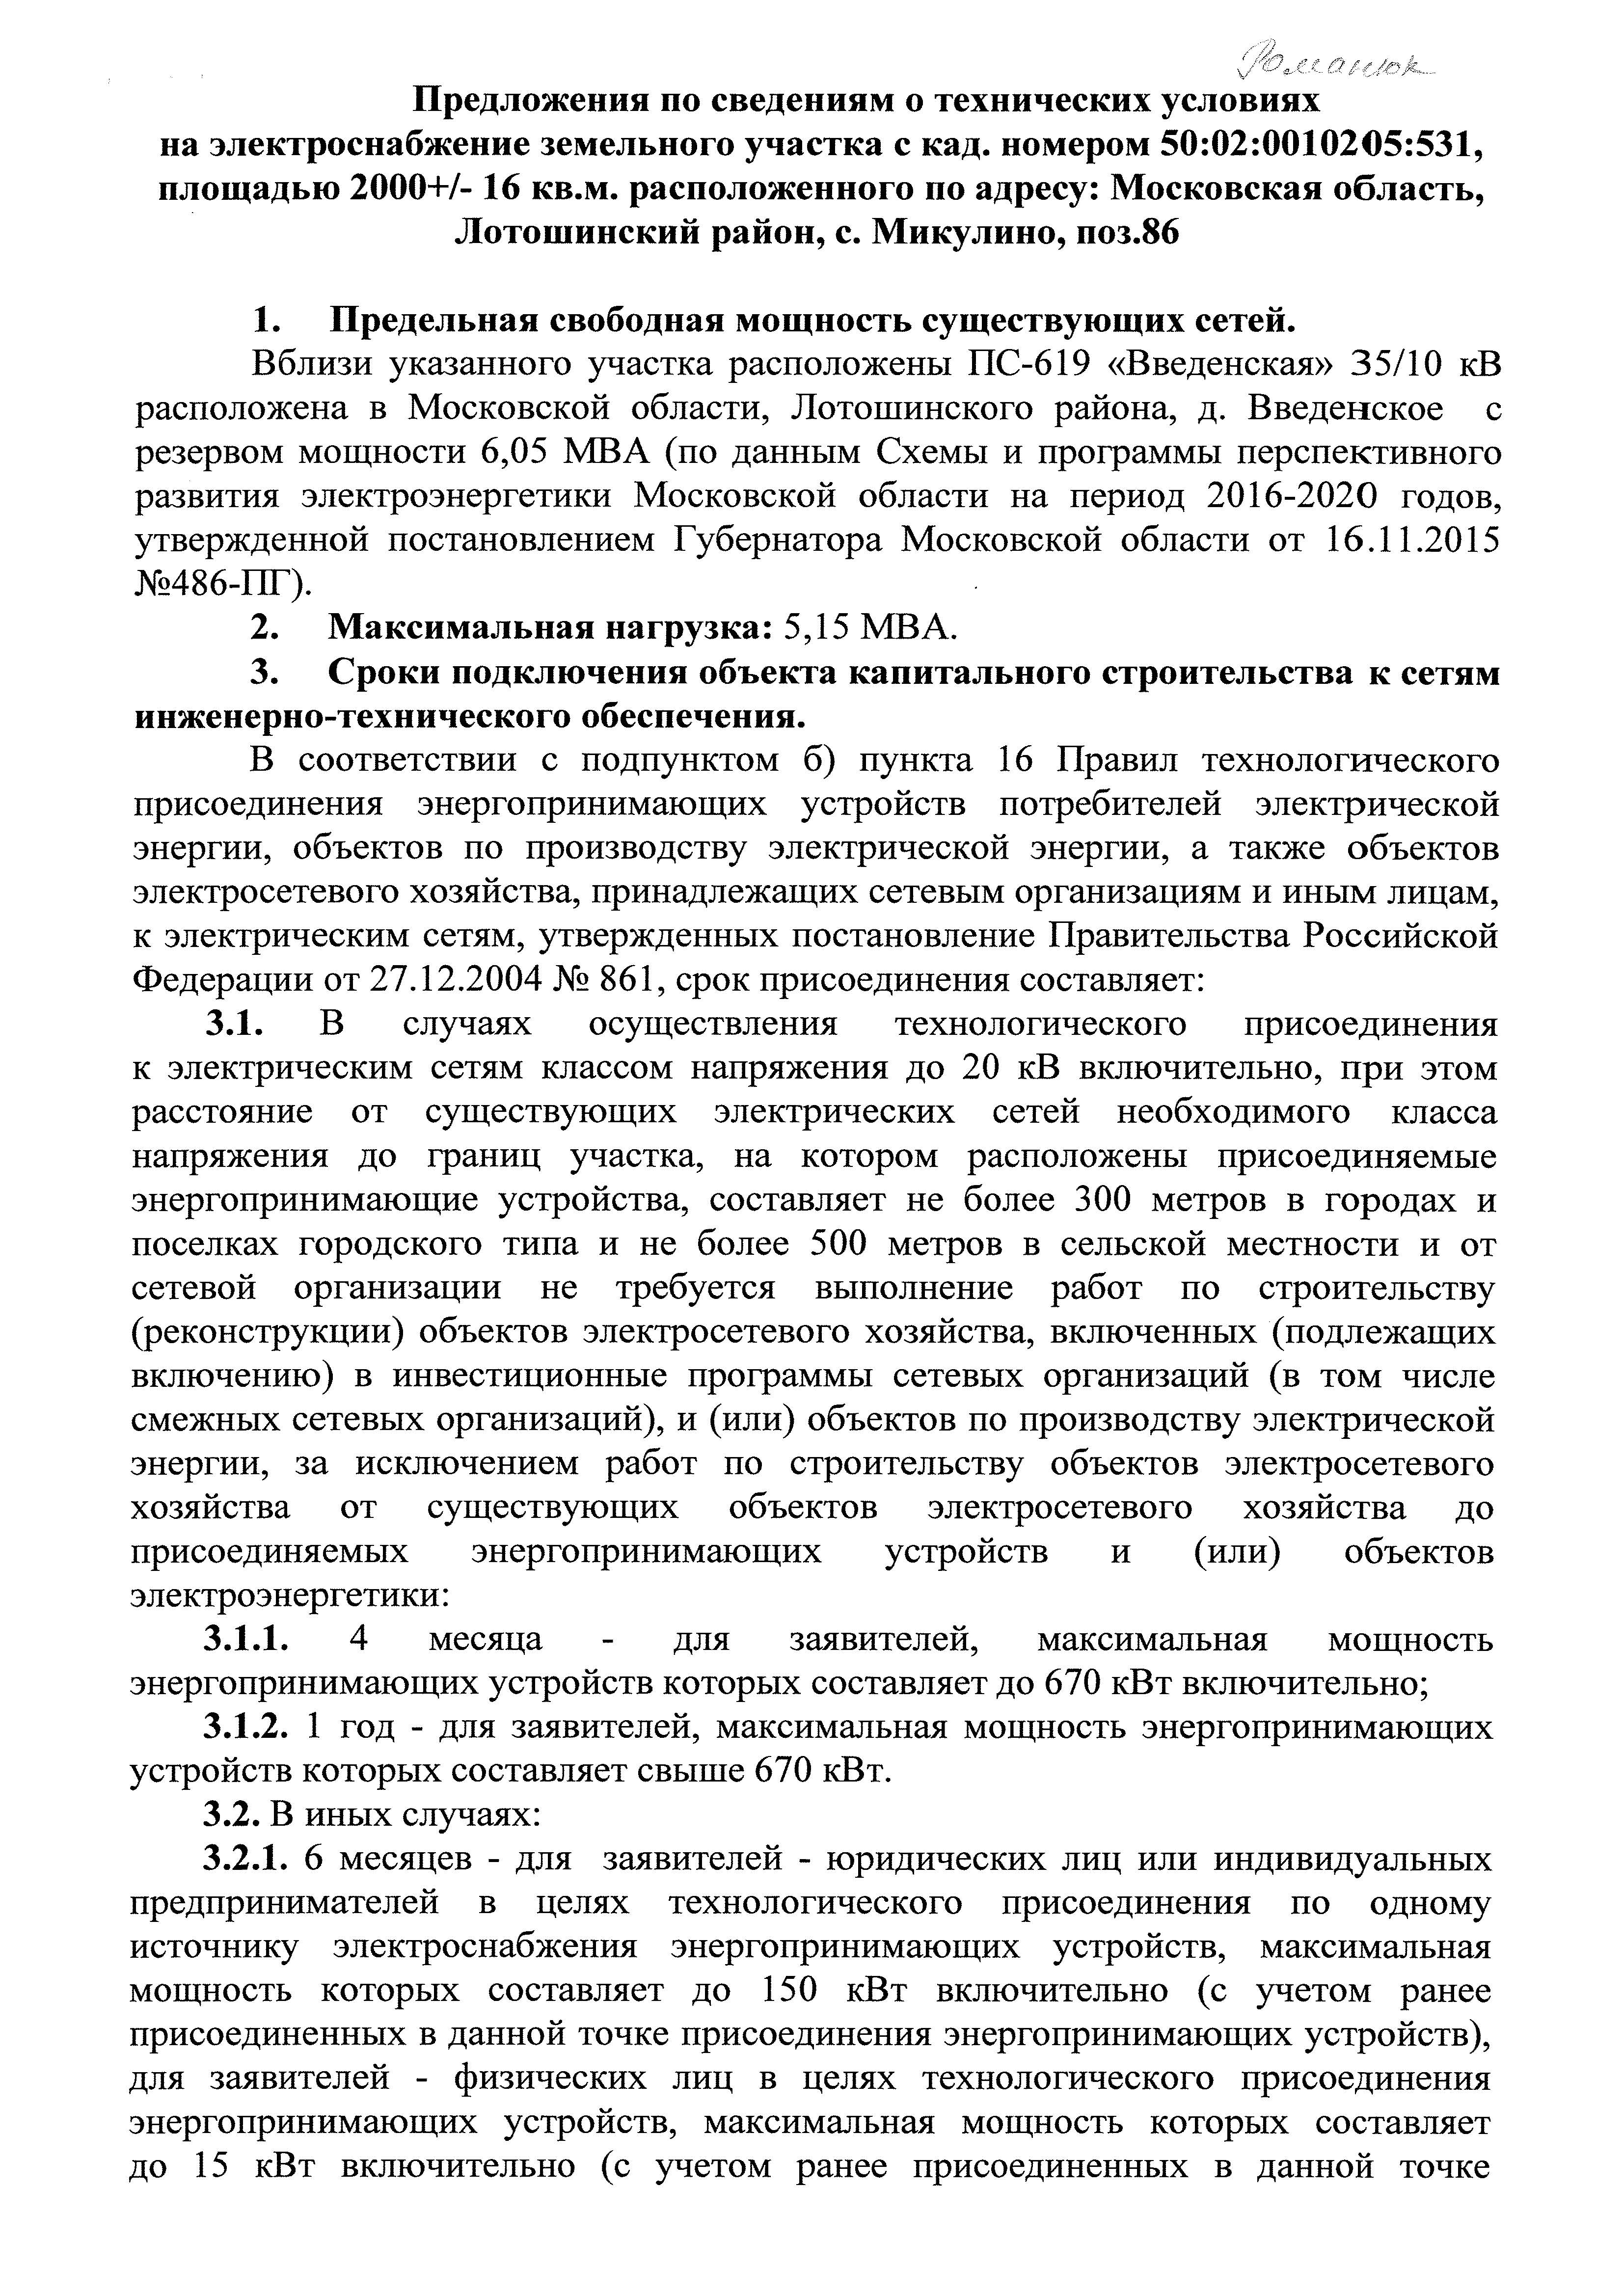 Романюк
Предложения по сведениям о технических условиях
на электроснабжение земельного участка с кад. номером 50:02:0010205:531,
площадью 2000+/- 16 кв.м. расположенного по адресу: Московская область,
Лотошинский район, с. Микулино, поз.86
1. Предельная свободная мощность существующих сетей.
Вблизи указанного участка расположены ПС-619 «Введенская» 35/10 кВ
расположена в Московской области, Лотошинского района, д. Введенское с
резервом мощности 6,05 МВА (по данным Схемы и программы перспективного
развития электроэнергетики Московской области на период 2016-2020 годов,
утвержденной постановлением Губернатора Московской области от 16.11.2015
№486-ПГ).
2. Максимальная нагрузка: 5,15 МВА.
3. Сроки подключения объекта капитального строительства к сетям
инженерно-технического обеспечения.
В соответствии с подпунктом б) пункта 16 Правил технологического
присоединения энергопринимающих устройств потребителей электрической
энергии, объектов по производству электрической энергии, а также объектов
электросетевого хозяйства, принадлежащих сетевым организациям и иным лицам,
к электрическим сетям, утвержденных постановление Правительства Российской
Федерации от 27.12.2004 № 861, срок присоединения составляет:
3.1. В случаях осуществления технологического присоединения
к электрическим сетям классом напряжения до 20 кВ включительно, при этом
расстояние от существующих электрических сетей необходимого класса
напряжения до границ участка, на котором расположены присоединяемые
энергопринимающие устройства, составляет не более 300 метров в городах и
поселках городского типа и не более 500 метров в сельской местности и от
сетевой организации не требуется выполнение работ по строительству
(реконструкции) объектов электросетевого хозяйства, включенных (подлежащих
включению) в инвестиционные программы сетевых организаций (в том числе
смежных сетевых организаций), и (или) объектов по производству электрической
энергии, за исключением работ по строительству объектов электросетевого
хозяйства от существующих объектов электросетевого хозяйства до
присоединяемых энергопринимающих устройств и (или) объектов
электроэнергетики:
3.1.1. 4 месяца - для заявителей, максимальная мощность
энергопринимающих устройств которых составляет до 670 кВт включительно;
3.1.2. 1 год - для заявителей, максимальная мощность энергопринимающих
устройств которых составляет свыше 670 кВт.
3.2. В иных случаях:
3.2.1. 6 месяцев - для заявителей - юридических лиц или индивидуальных
предпринимателей в целях технологического присоединения по одному
источнику электроснабжения энергопринимающих устройств, максимальная
мощность которых составляет до 150 кВт включительно (с учетом ранее
присоединенных в данной точке присоединения энергопринимающих устройств),
для заявителей - физических лиц в целях технологического присоединения
энергопринимающих устройств, максимальная мощность которых составляет
до 15 кВт включительно (с учетом ранее присоединенных в данной точке